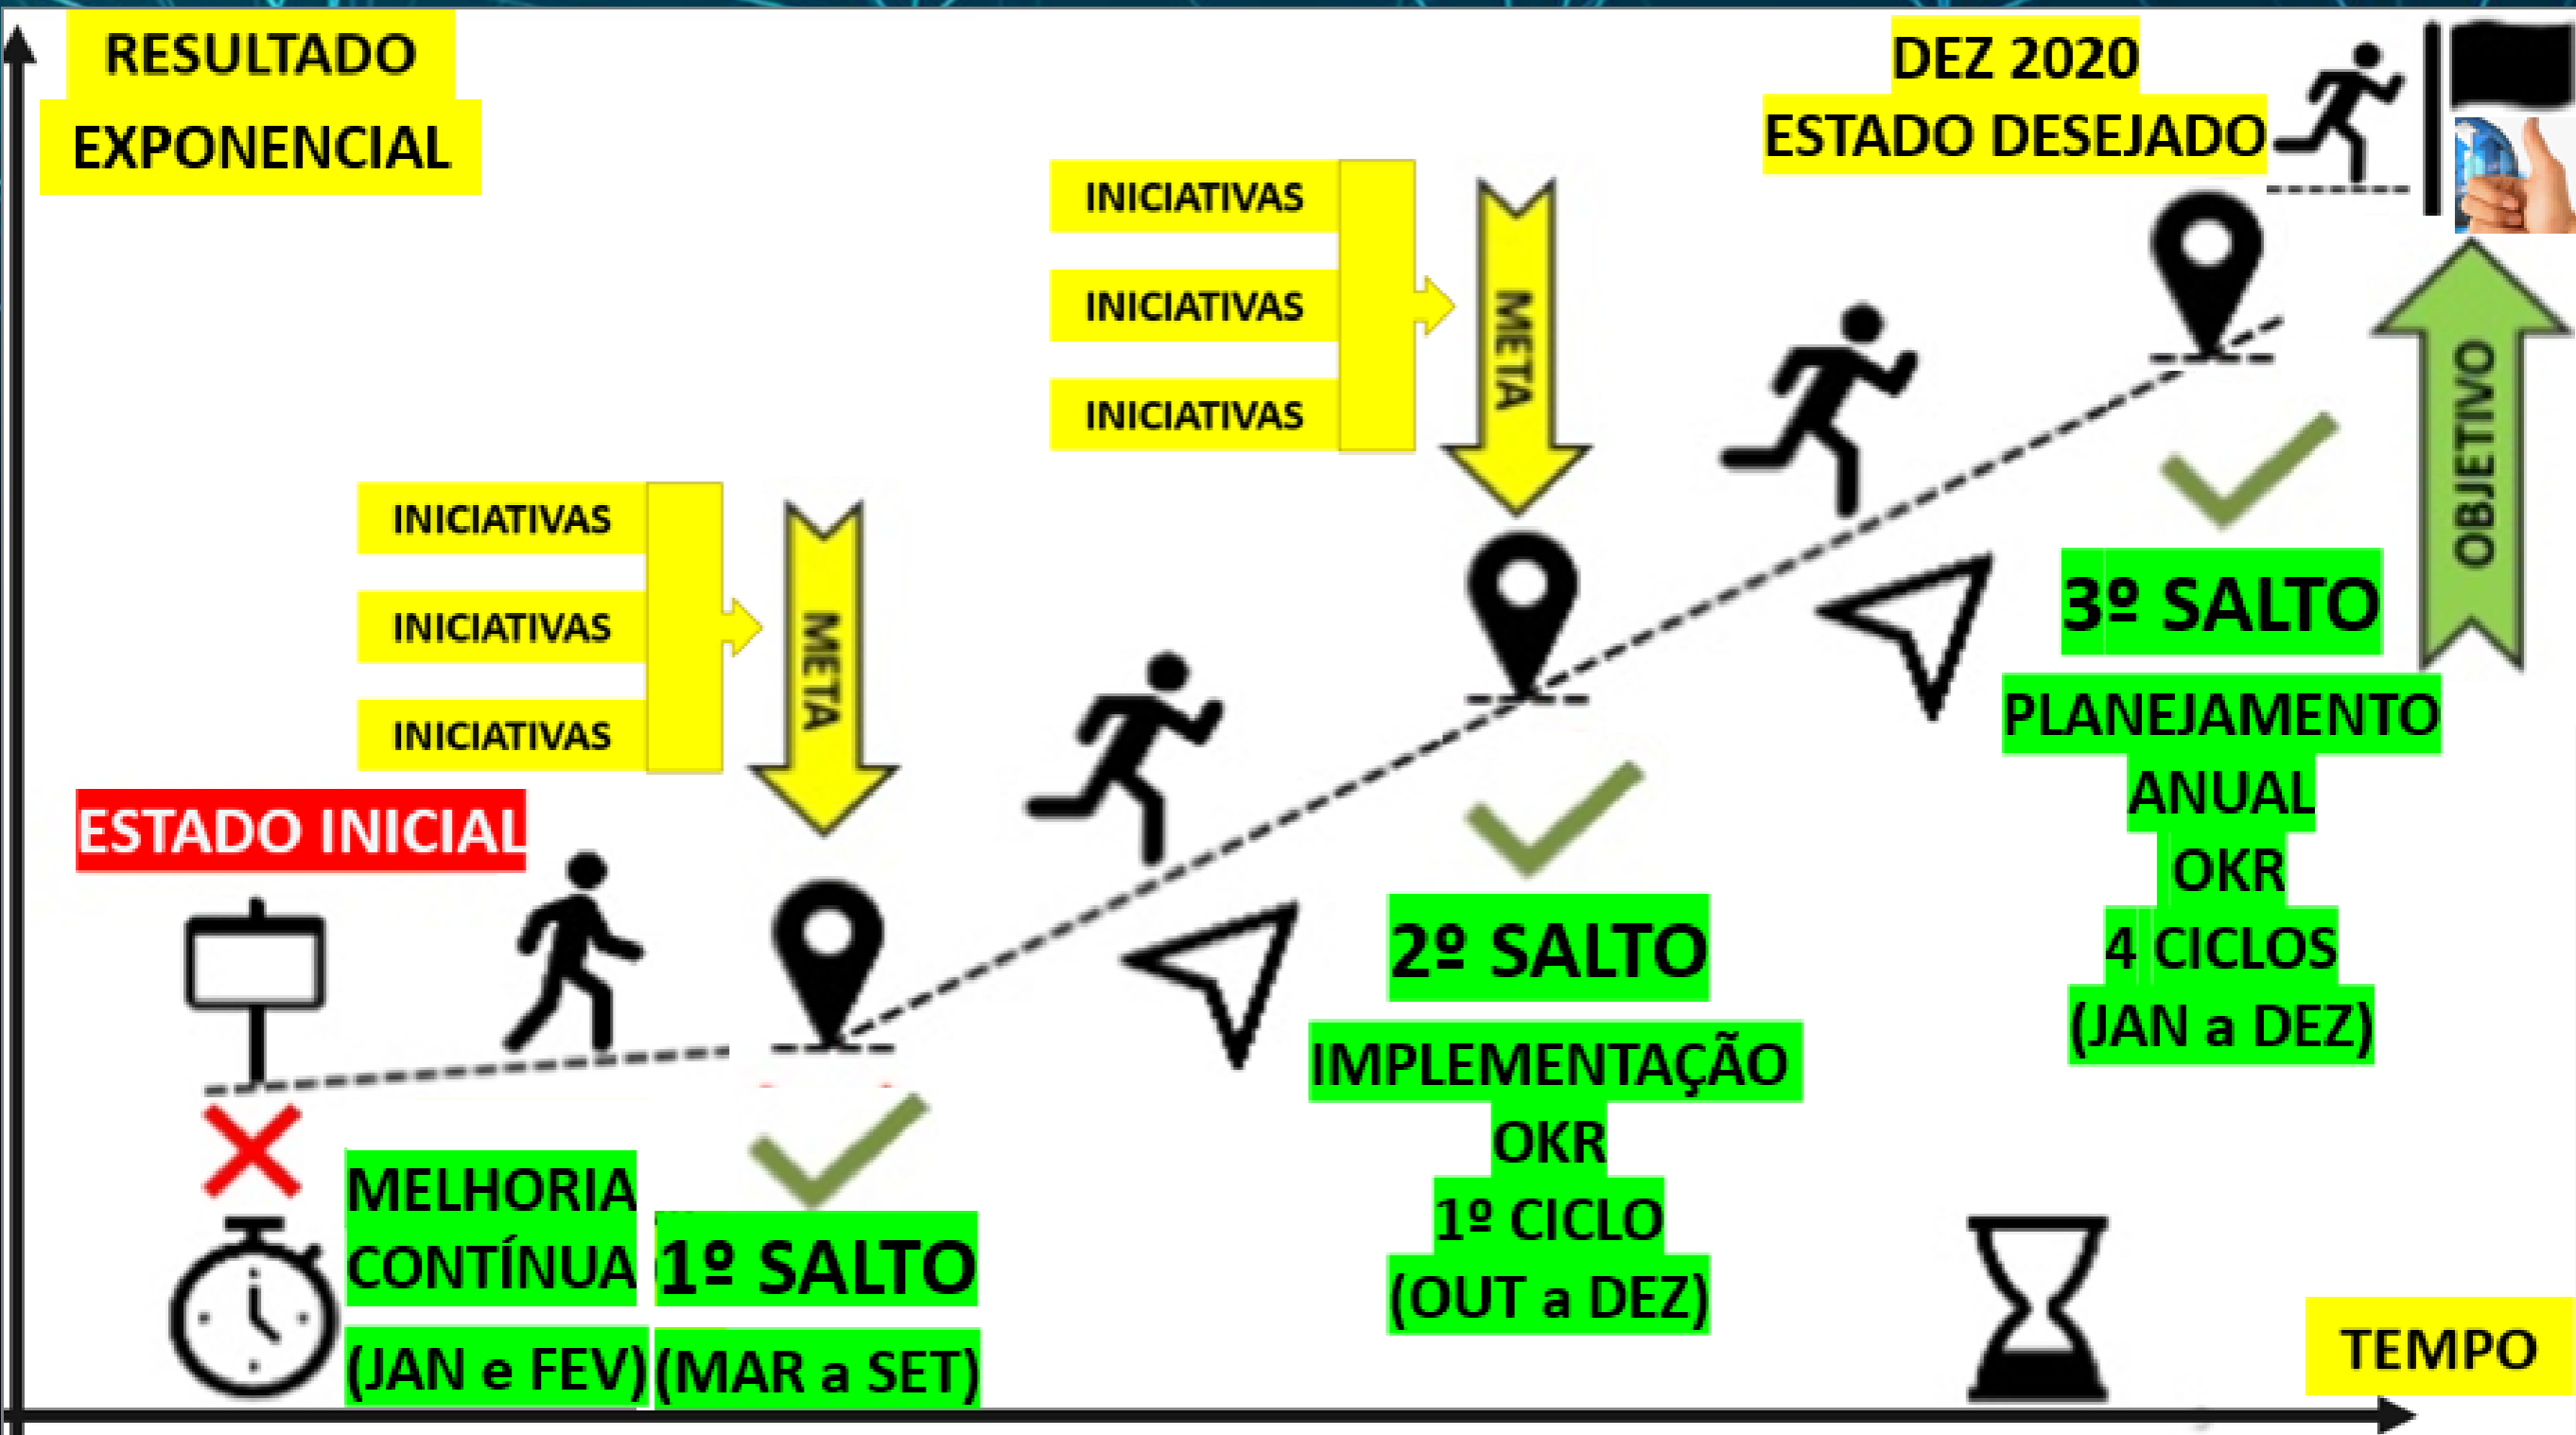 RESULTADO
EXPONENCIAL
DEZ 2020
ESTADO DESEJADO
INICIATIVAS
INICIATIVAS
INICIATIVAS
META
INICIATIVAS
INICIATIVAS
INICIATIVAS
META
OBJETIVO
ESTADO INICIAL
3º SALTO
PLANEJAMENTO
ANUAL
OKR
4 CICLOS
(JAN a DEZ)
2º SALTO
IMPLEMENTAÇÃO
OKR
1º CICLO
(OUT a DEZ)
MELHORIA
CONTÍNUA
(JAN e FEV)
1º SALTO
(MAR a SET)
TEMPO